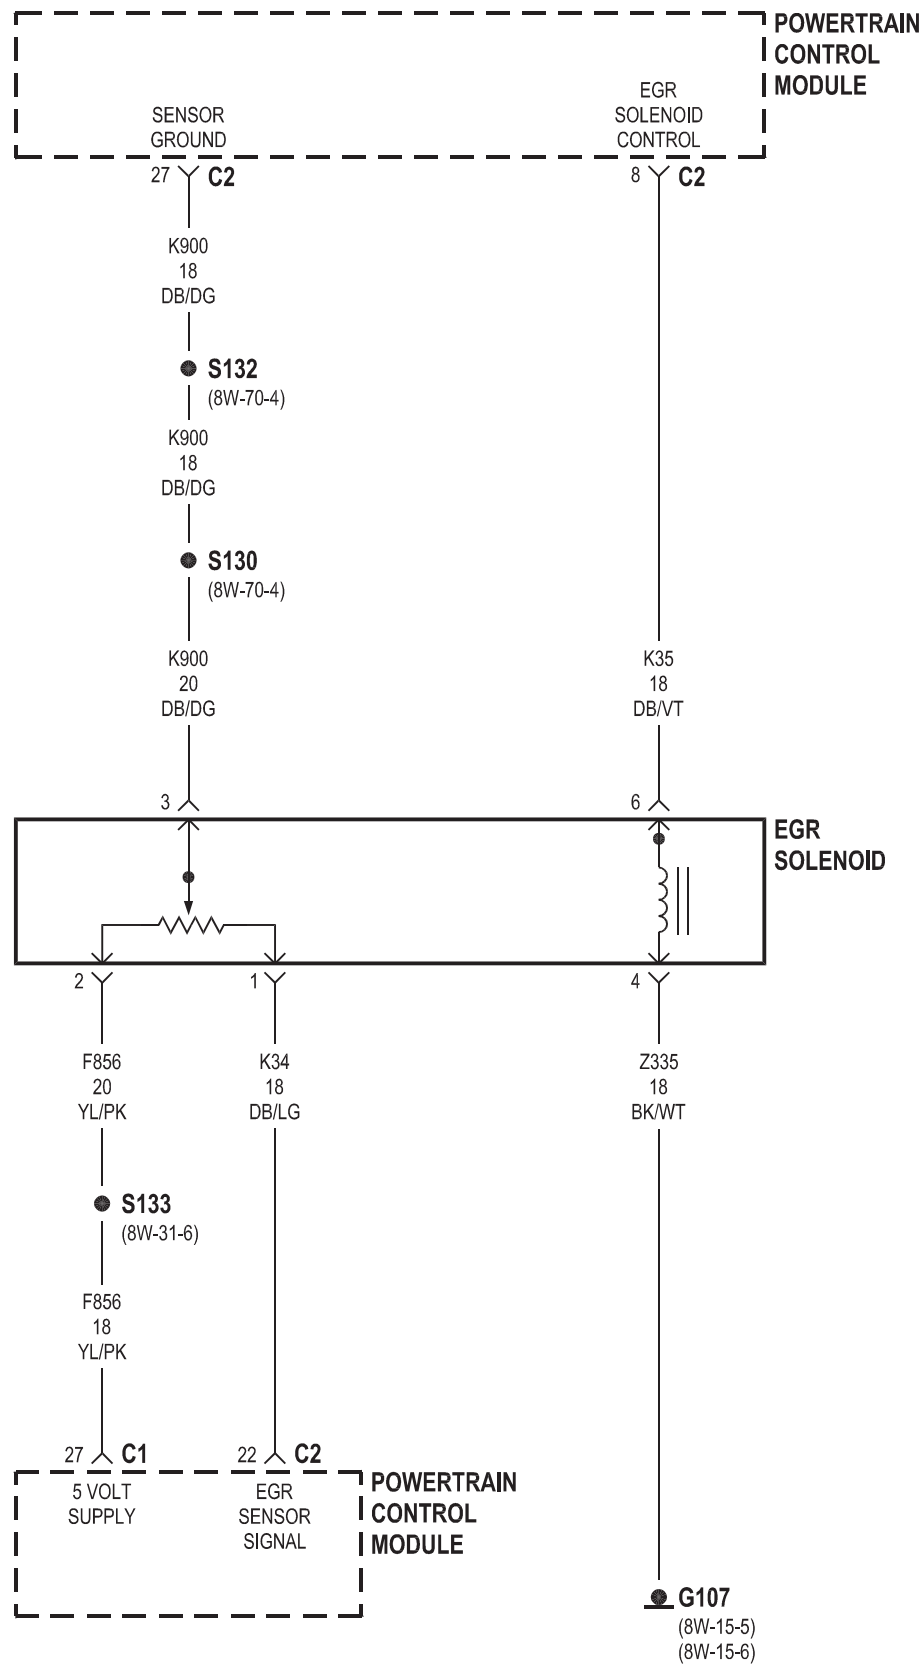 POWERTRAIN
CONTROL
MODULE
SENSOR
GROUND
EGR
SOLENOID
CONTROL
27 C2
8 C2
K900
18
DB/DG
S132
(8W-70-4)
K900
18
DB/DG
S130
(8W-70-4)
K900
20
DB/DG
K35
18
DB/VT
3
6
EGR
SOLENOID
2
1
4
F856
20
YL/PK
K34
18
DB/LG
Z335
18
BK/WT
S133
(8W-31-6)
F856
18
YL/PK
27 C1
22 C2
5 VOLT
SUPPLY
EGR
SENSOR
SIGNAL
POWERTRAIN
CONTROL
MODULE
G107
(8W-15-5)
(8W-15-6)